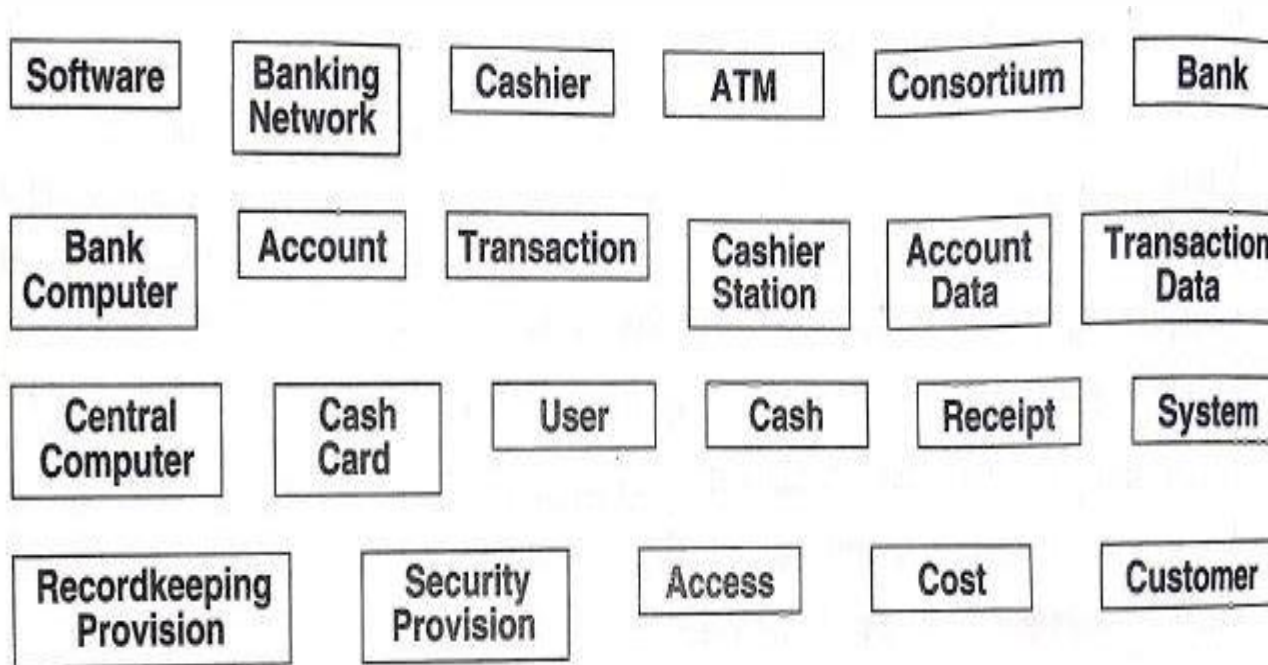 Software
Banking
Network
Cashier
ATM
Consortium
Bank
Bank
Computer
Account
Transaction
Cashier
Station
Account
Data
Transaction
Data
Central
Computer
Cash
Card
User
Cash
Receipt
System
Recordkeeping
Provision
Security
Provision
Access
Cost
Customer